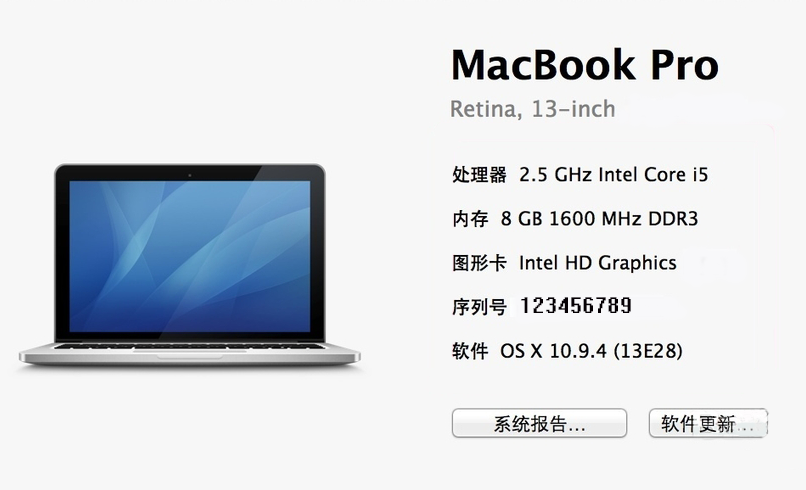 MacBook Pro
Retina, 13-inch
处理器 2.5 GHz Intel Core i5
内存 8 GB 1600 MHz DDR3
图形卡 Intel HD Graphics
序列号 123456789
软件 OS X 10.9.4 (13E28)
系统报告... 软件更新...